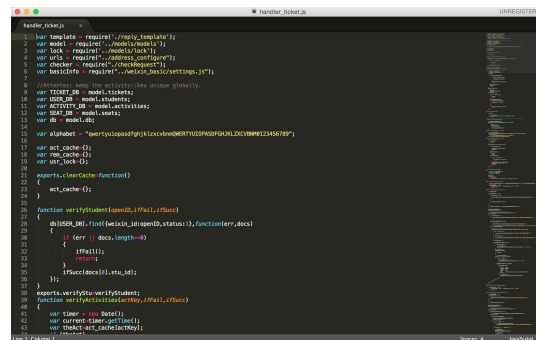 handler_ticket.js
UNREGISTER
handler_ticket.js
1 var template = require('./reply_template');
2 var model = require('../models/models');
3 var lock = require('../models/lock');
4 var urls = require("../address_configure");
5 var checker = require("./checkRequest");
6 var basicInfo = require("../weixin_basic/settings.js");
7
8 //Attenter: keep the activity::key unique globally.
9 var TICKET_DB = model.tickets;
10 var USER_DB = model.students;
11 var ACTIVITY_DB = model.activities;
12 var SEAT_DB = model.seats;
13 var db = model.db;
14
15 var alphabet = "qwertyuiopasdfghjklzxcvbnmQWERTYUIOPASDFGHJKLZXCVBNM0123456789";
16
17 var act_cache={};
18 var rem_cache={};
19 var usr_lock={};
20
21 exports.clearCache=function()
22 {
23 act_cache={};
24 }
25
26 function verifyStudent(openID,ifFail,ifSucc)
27 {
28 db[USER_DB].find({weixin_id:openID,status:1},function(err,docs)
29 {
30 if (err || docs.length==0)
31 {
32 ifFail();
33 return;
34 }
35 ifSucc(docs[0].stu_id);
36 });
37 }
38 exports.verifyStu=verifyStudent;
39 function verifyActivities(actKey,ifFail,ifSucc)
40 {
41 var timer = new Date();
42 var current=timer.getTime();
43 var theAct=act_cache[actKey];
Line 1, Column 1
Spaces: 4
JavaScript